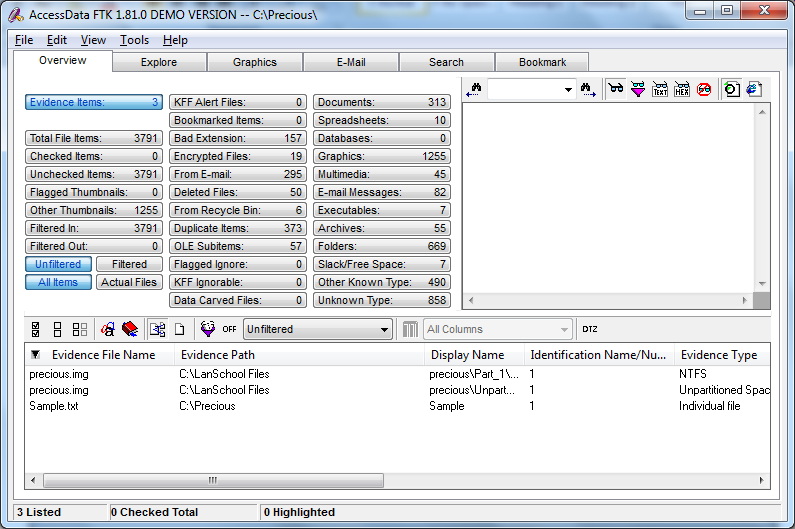 AccessData FTK 1.81.0 DEMO VERSION -- C:\Precious\
File Edit View Tools Help
Overview Explore Graphics E-Mail Search Bookmark
Evidence Items: 3 KFF Alert Files: 0 Documents: 313
Bookmarked Items: 0 Spreadsheets: 10
Total File Items: 3791 Bad Extension: 157 Databases: 0
Checked Items: 0 Encrypted Files: 19 Graphics: 1255
Unchecked Items: 3791 From E-mail: 295 Multimedia: 45
Flagged Thumbnails: 0 Deleted Files: 50 E-mail Messages: 82
Other Thumbnails: 1255 From Recycle Bin: 6 Executables: 7
Filtered In: 3791 Duplicate Items: 373 Archives: 55
Filtered Out: 0 OLE Subitems: 57 Folders: 669
Unfiltered Filtered Flagged Ignore: 0 Slack/Free Space: 7
All Items Actual Files KFF Ignorable: 0 Other Known Type: 490
Data Carved Files: 0 Unknown Type: 858
TEXT HEX
OFF Unfiltered All Columns DTZ
Evidence File Name Evidence Path Display Name Identification Name/Nu... Evidence Type
precious.img C:\LanSchool Files precious\Part_1\... 1 NTFS
precious.img C:\LanSchool Files precious\Unpart... 1 Unpartitioned Spac
Sample.txt C:\Precious Sample 1 Individual file
3 Listed 0 Checked Total 0 Highlighted